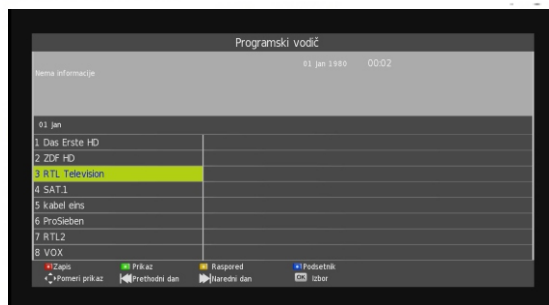 Programski vodič
01 Jan 1980 00:02
Nema informacije
01 Jan
1 Das Erste HD
2 ZDF HD
3 RTL Television
4 SAT.1
5 kabel eins
6 ProSieben
7 RTL2
8 VOX
Zapis Prikaz Raspored Podsetnik
Pomeri prikaz Prethodni dan Naredni dan OK Izbor